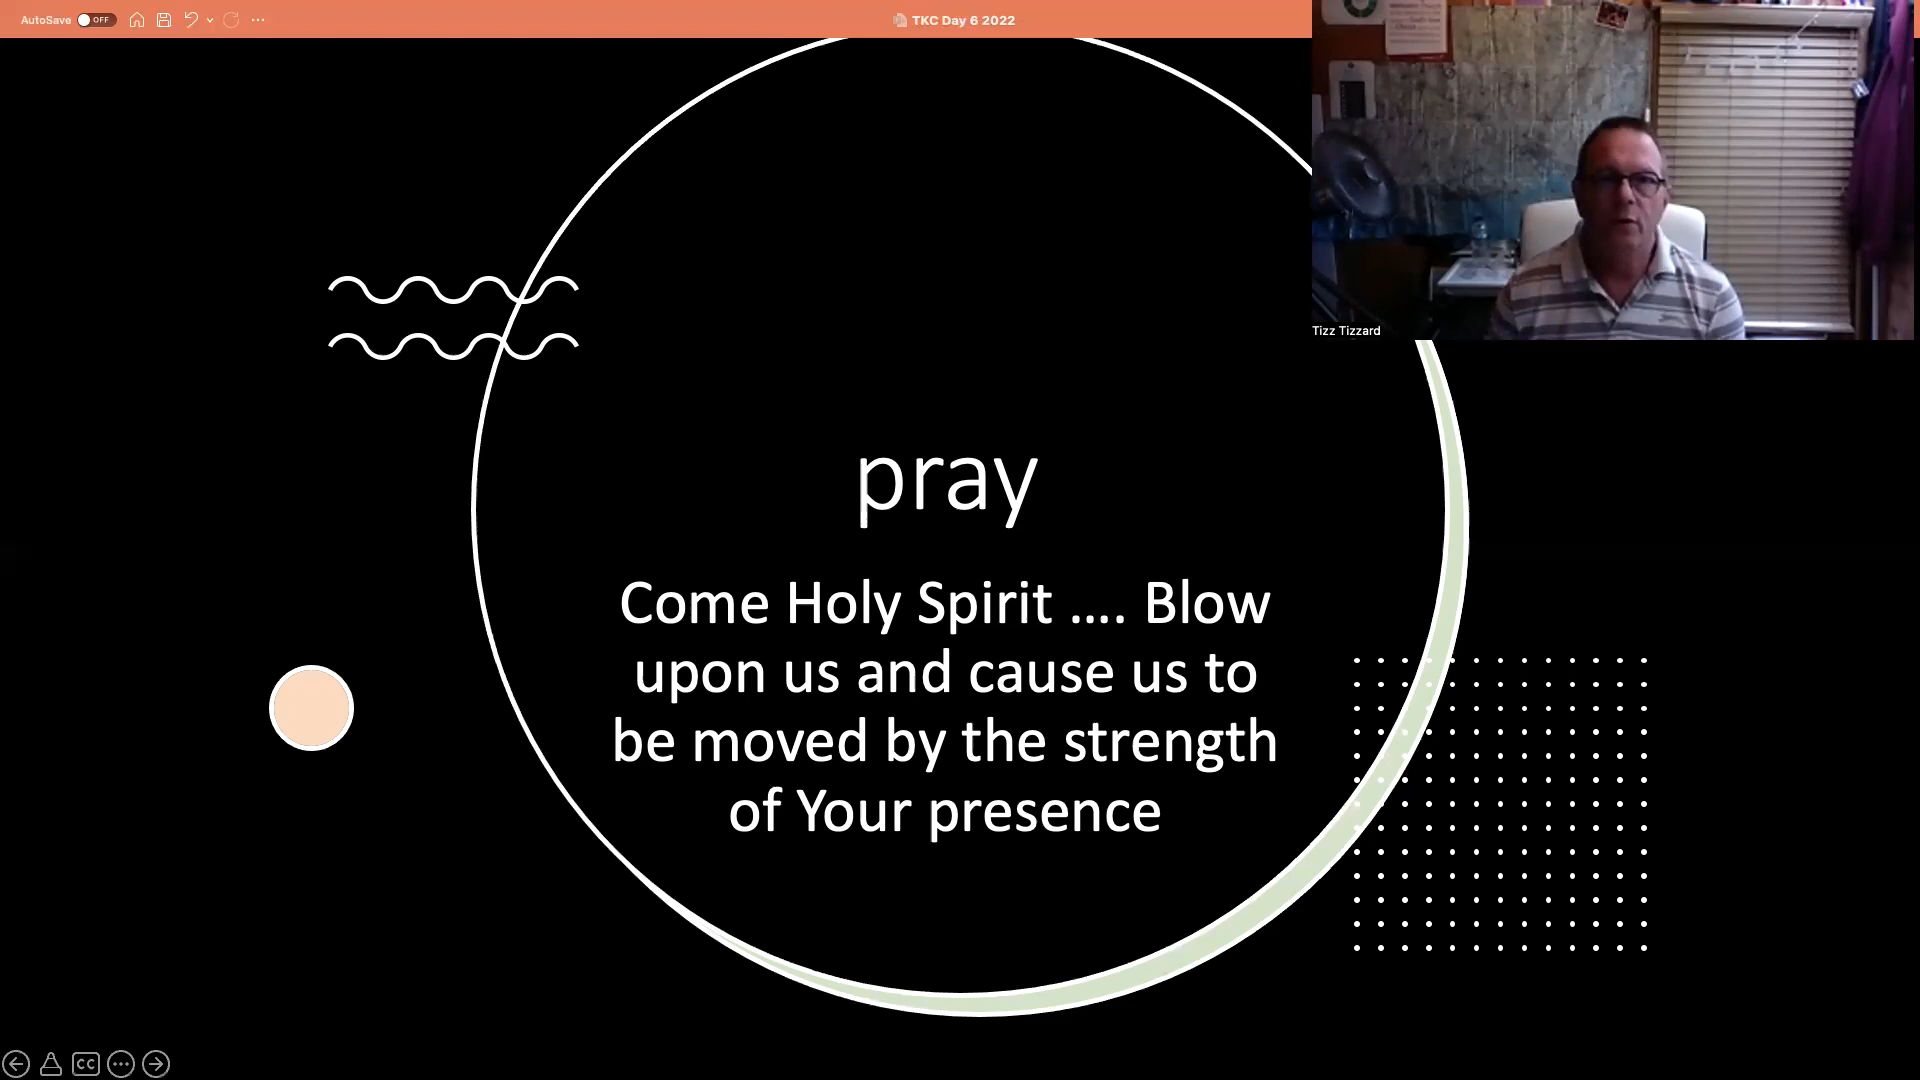 AutoSave OFF
TKC Day 6 2022
Tizz Tizzard
pray
Come Holy Spirit .... Blow
upon us and cause us to
be moved by the strength
of Your presence
CC